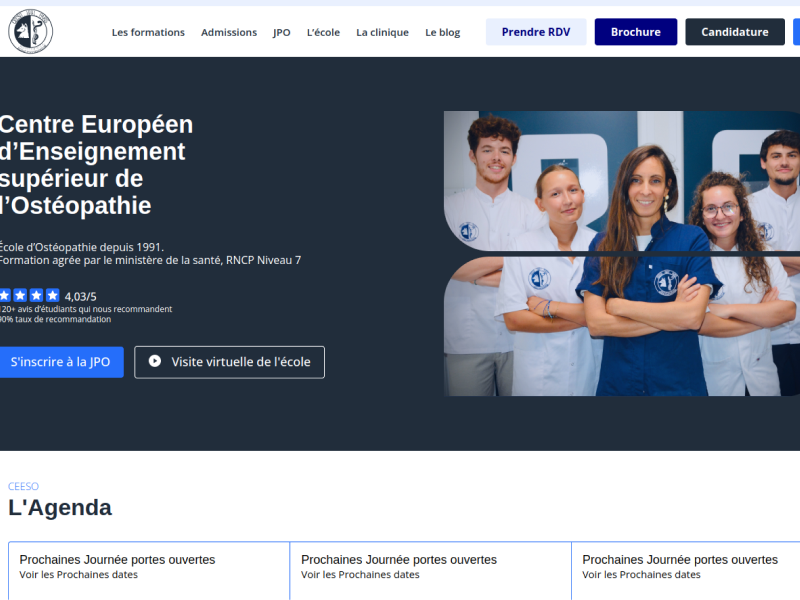 Les formations
Admissions
JPO
L'école
La clinique
Le blog
Prendre RDV
Brochure
Candidature
Centre Européen
d'Enseignement
supérieur de
l'Ostéopathie
École d'Ostéopathie depuis 1991.
Formation agrée par le ministère de la santé, RNCP Niveau 7
4,03/5
120+ avis d'étudiants qui nous recommandent
90% taux de recommandation
S'inscrire à la JPO
Visite virtuelle de l'école
CEESO
L'Agenda
Prochaines Journée portes ouvertes
Voir les Prochaines dates
Prochaines Journée portes ouvertes
Voir les Prochaines dates
Prochaines Journée portes ouvertes
Voir les Prochaines dates